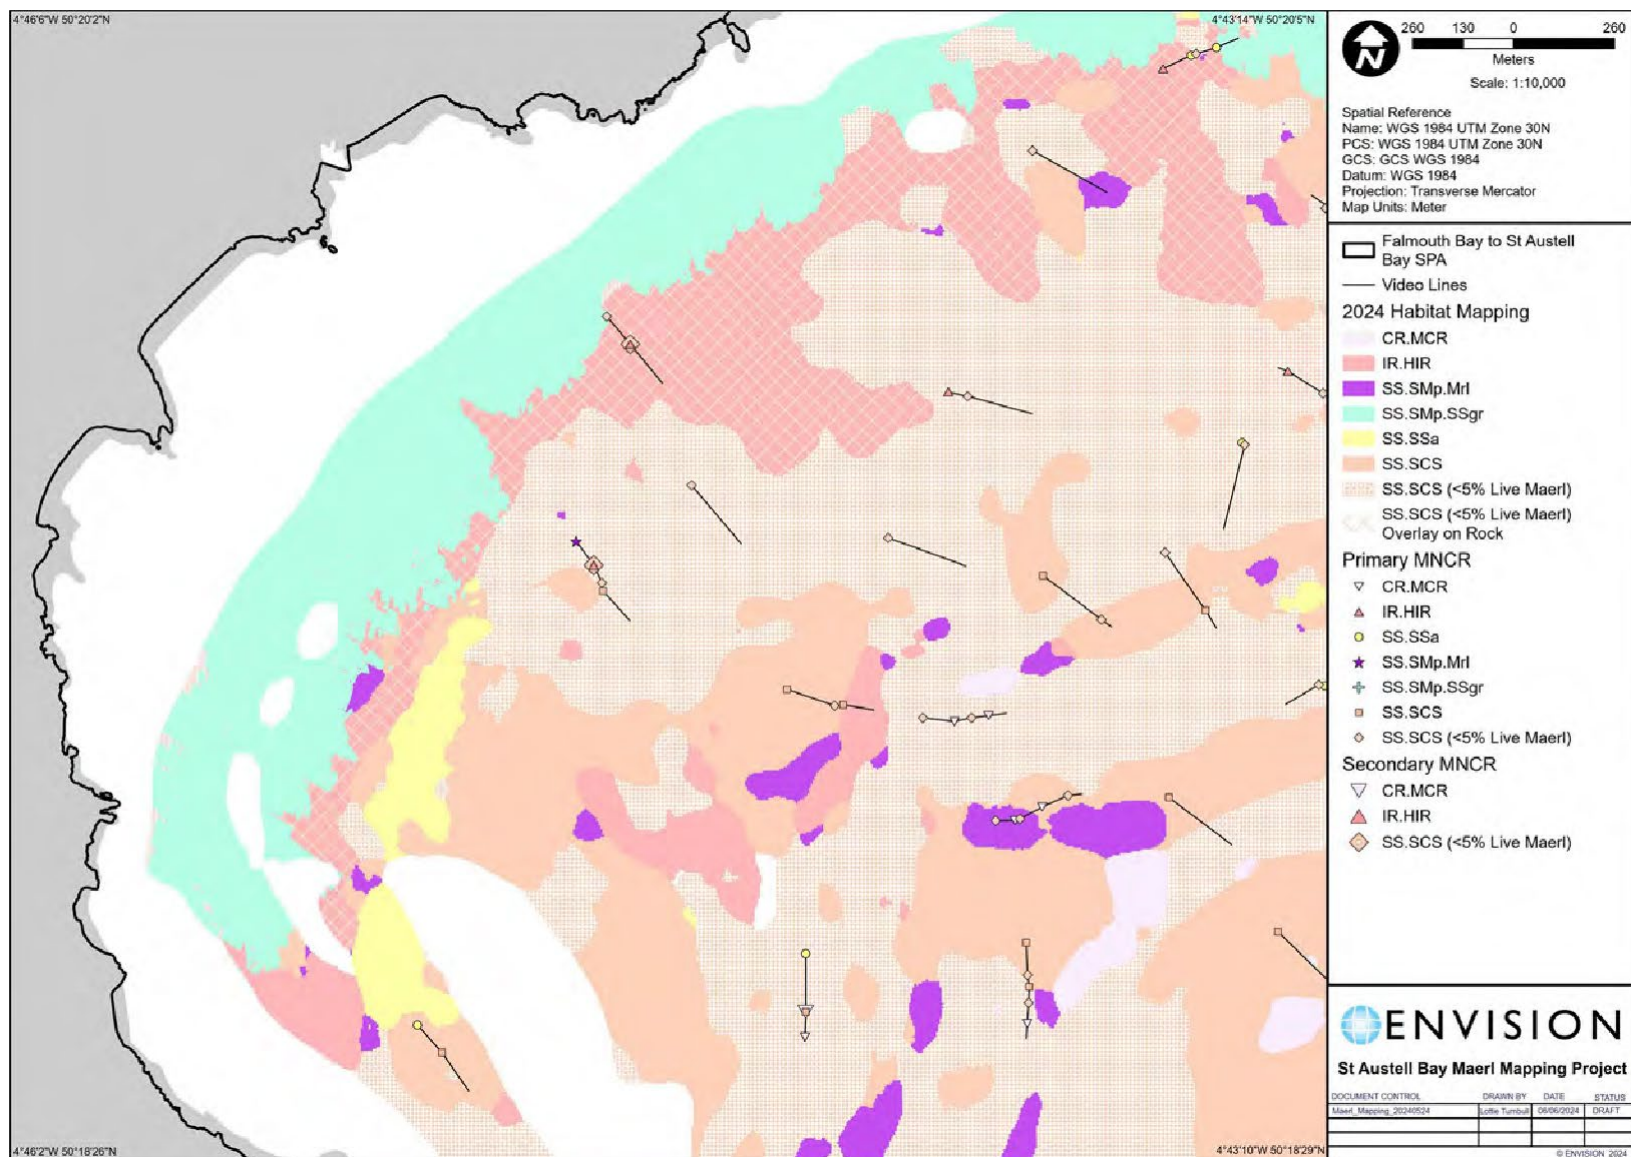 4°46'6"W 50°20'2"N
4°43'14"W 50°20'5"N
4°46'2"W 50°18'26"N
4°43'10"W 50°18'29"N
N
260 130 0 260
Meters
Scale: 1:10,000
Spatial Reference
Name: WGS 1984 UTM Zone 30N
PCS: WGS 1984 UTM Zone 30N
GCS: GCS WGS 1984
Datum: WGS 1984
Projection: Transverse Mercator
Map Units: Meter
Falmouth Bay to St Austell
Bay SPA
Video Lines
2024 Habitat Mapping
CR.MCR
IR.HIR
SS.SMp.Mrl
SS.SMp.SSgr
SS.SSa
SS.SCS
SS.SCS (<5% Live Maerl)
SS.SCS (<5% Live Maerl)
Overlay on Rock
Primary MNCR
CR.MCR
IR.HIR
SS.SSa
SS.SMp.Mrl
SS.SMp.SSgr
SS.SCS
SS.SCS (<5% Live Maerl)
Secondary MNCR
CR.MCR
IR.HIR
SS.SCS (<5% Live Maerl)
ENVISION
St Austell Bay Maerl Mapping Project
DOCUMENT CONTROL DRAWN BY DATE STATUS
Maerl_Mapping_20240524 Lottie Turnbull 06/06/2024 DRAFT
© ENVISION 2024